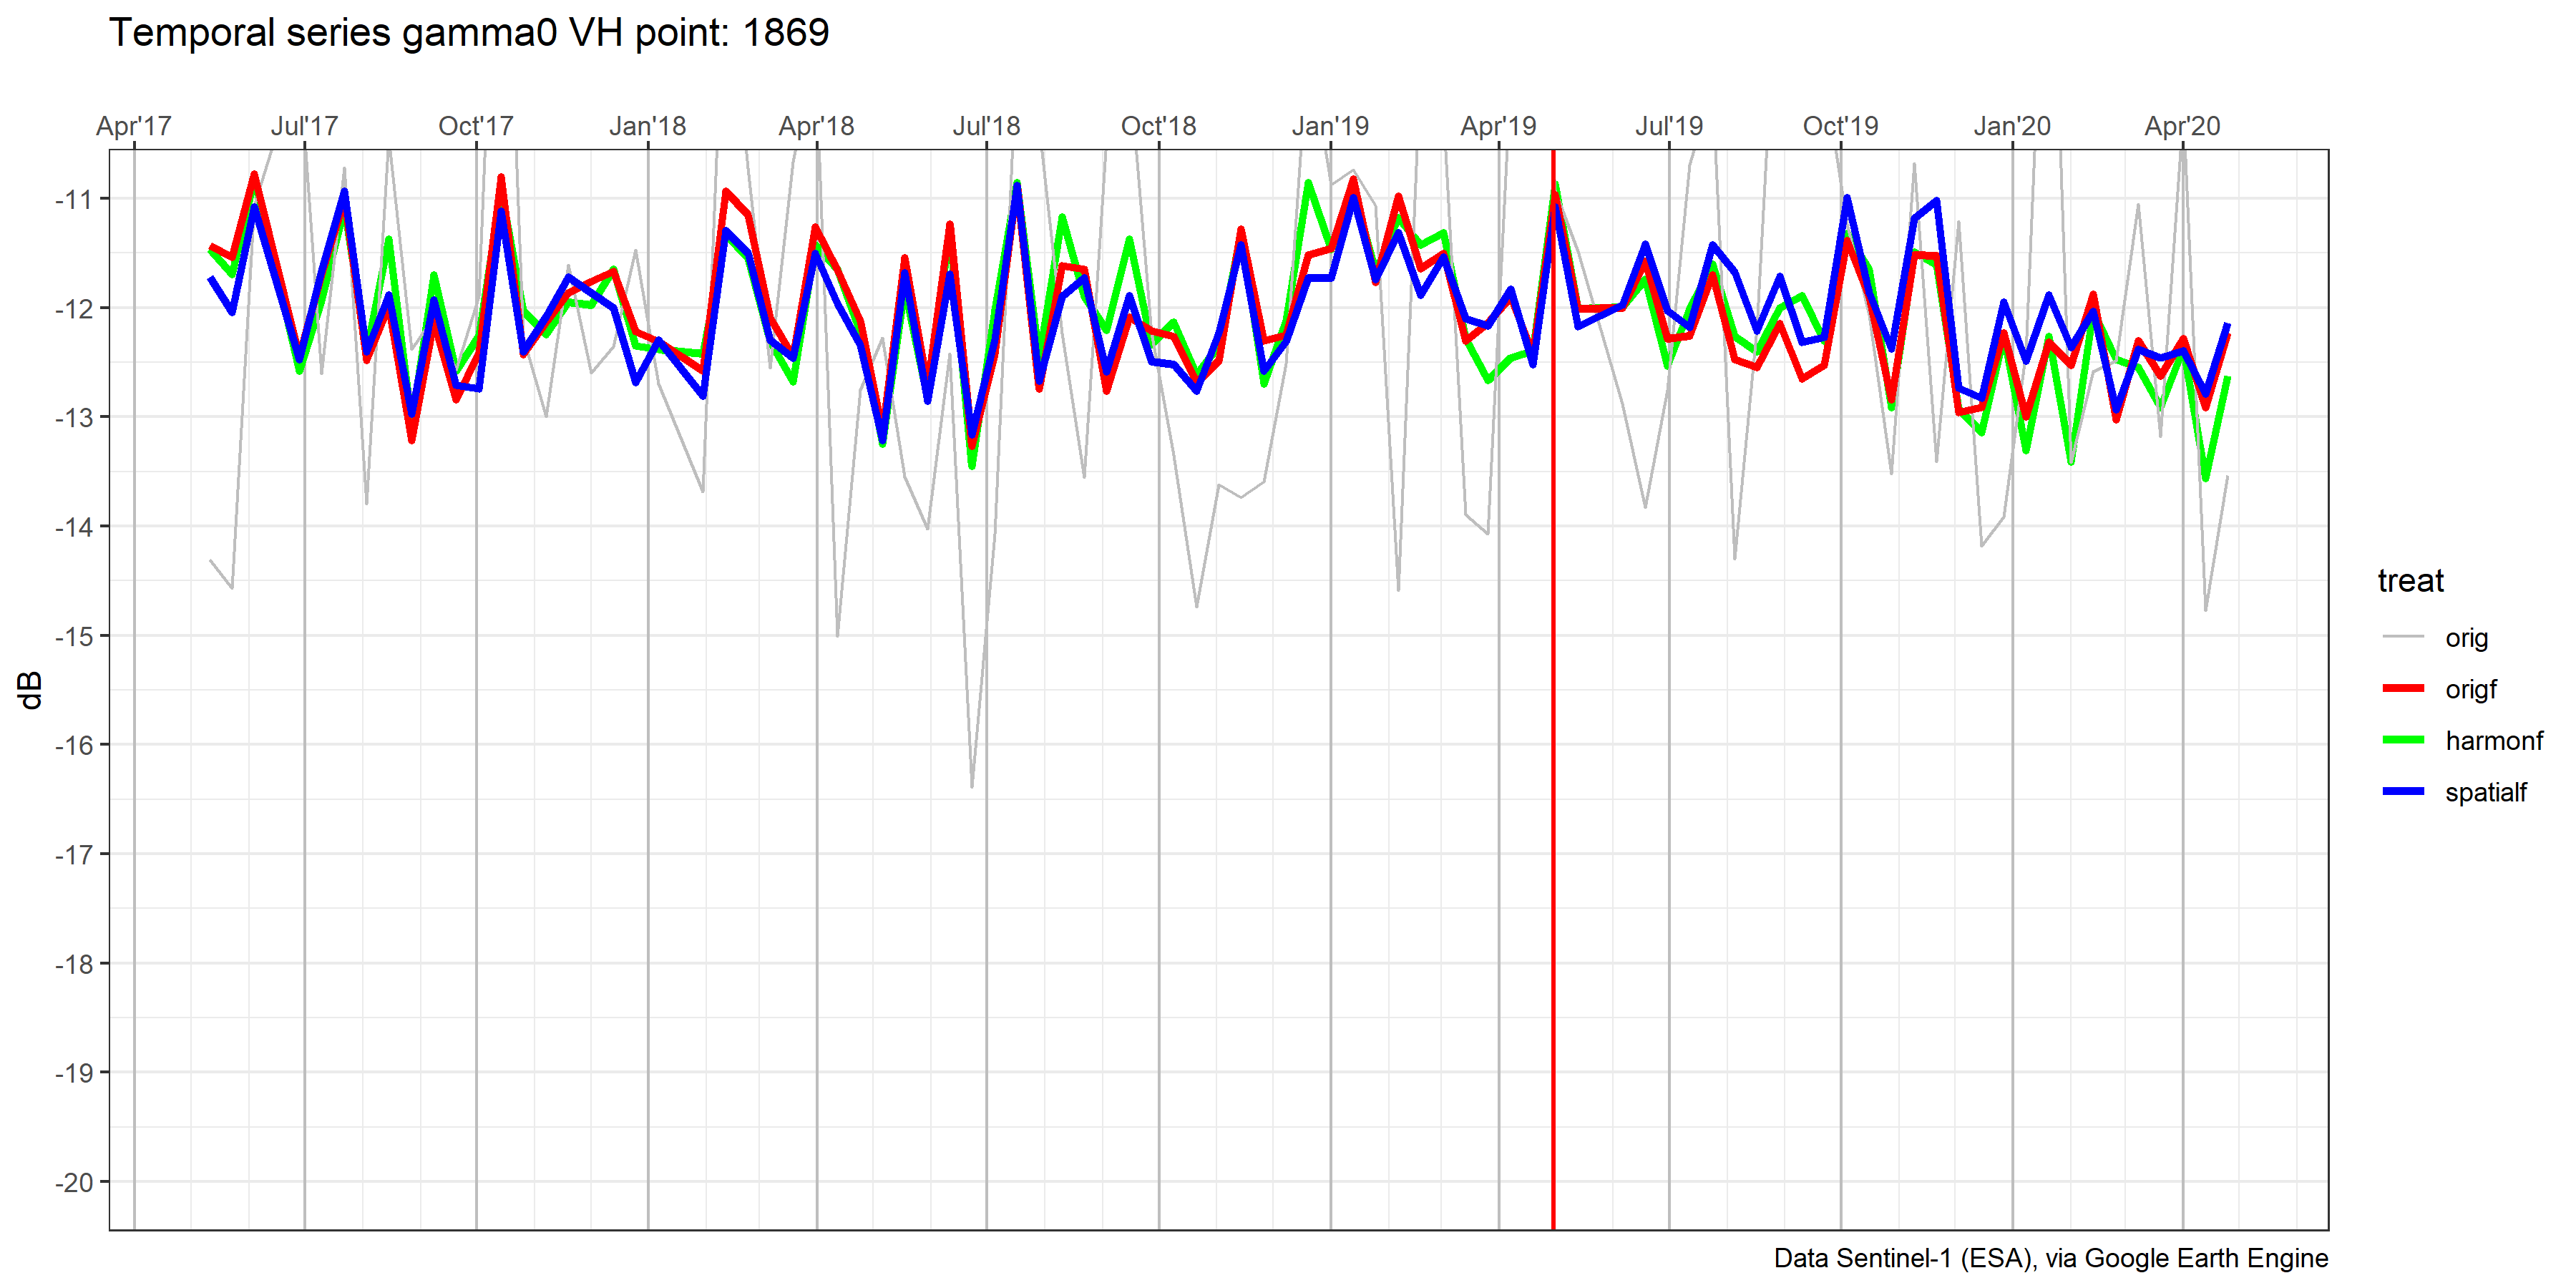 Temporal series gamma0 VH point: 1869
Apr'17 Jul'17 Oct'17 Jan'18 Apr'18 Jul'18 Oct'18 Jan'19 Apr'19 Jul'19 Oct'19 Jan'20 Apr'20
-11
-12
-13
-14
-15
-16
-17
-18
-19
-20
dB
treat
orig
origf
harmonf
spatialf
Data Sentinel-1 (ESA), via Google Earth Engine